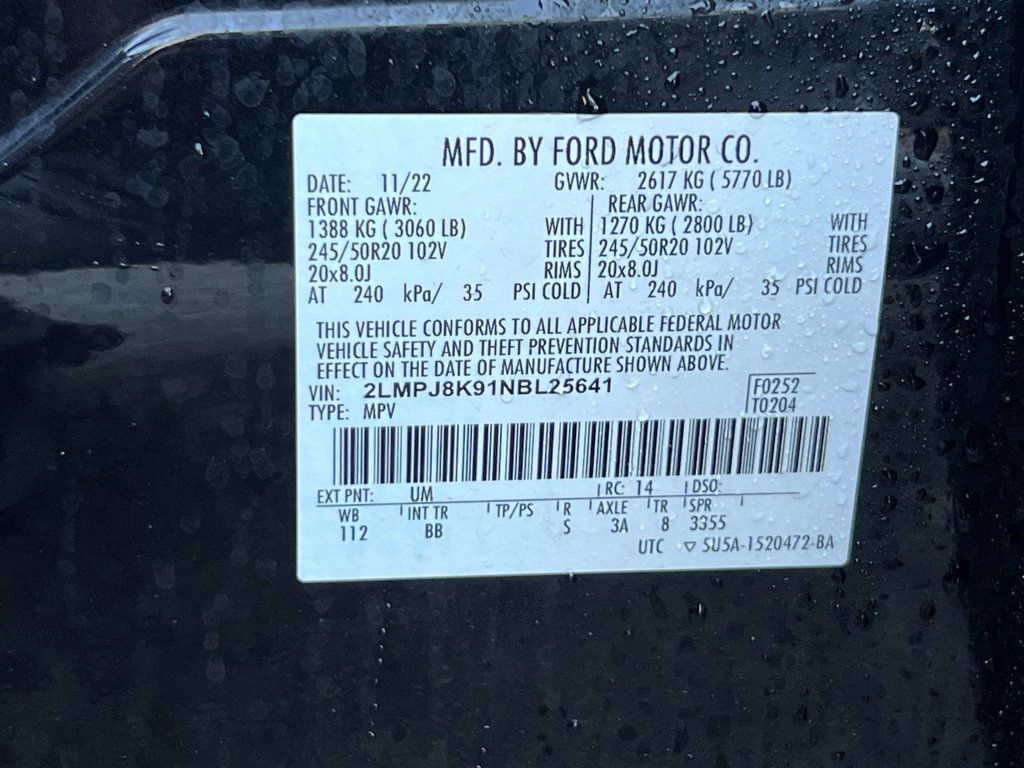 MFD. BY FORD MOTOR CO.
DATE: 11/22 GVWR: 2617 KG ( 5770 LB)
FRONT GAWR: REAR GAWR:
1388 KG ( 3060 LB) WITH 1270 KG ( 2800 LB) WITH
245/50R20 102V TIRES 245/50R20 102V TIRES
20x8.0J RIMS 20x8.0J RIMS
AT 240 kPa/ 35 PSI COLD AT 240 kPa/ 35 PSI COLD
THIS VEHICLE CONFORMS TO ALL APPLICABLE FEDERAL MOTOR
VEHICLE SAFETY AND THEFT PREVENTION STANDARDS IN
EFFECT ON THE DATE OF MANUFACTURE SHOWN ABOVE.
VIN: 2LMPJ8K91NBL25641 F0252
TYPE: MPV T0204
EXT PNT: UM RC: 14 DSO:
WB INT TR TP/PS R AXLE TR SPR
112 BB S 3A 8 3355
UTC ▽ SU5A-1520472-BA